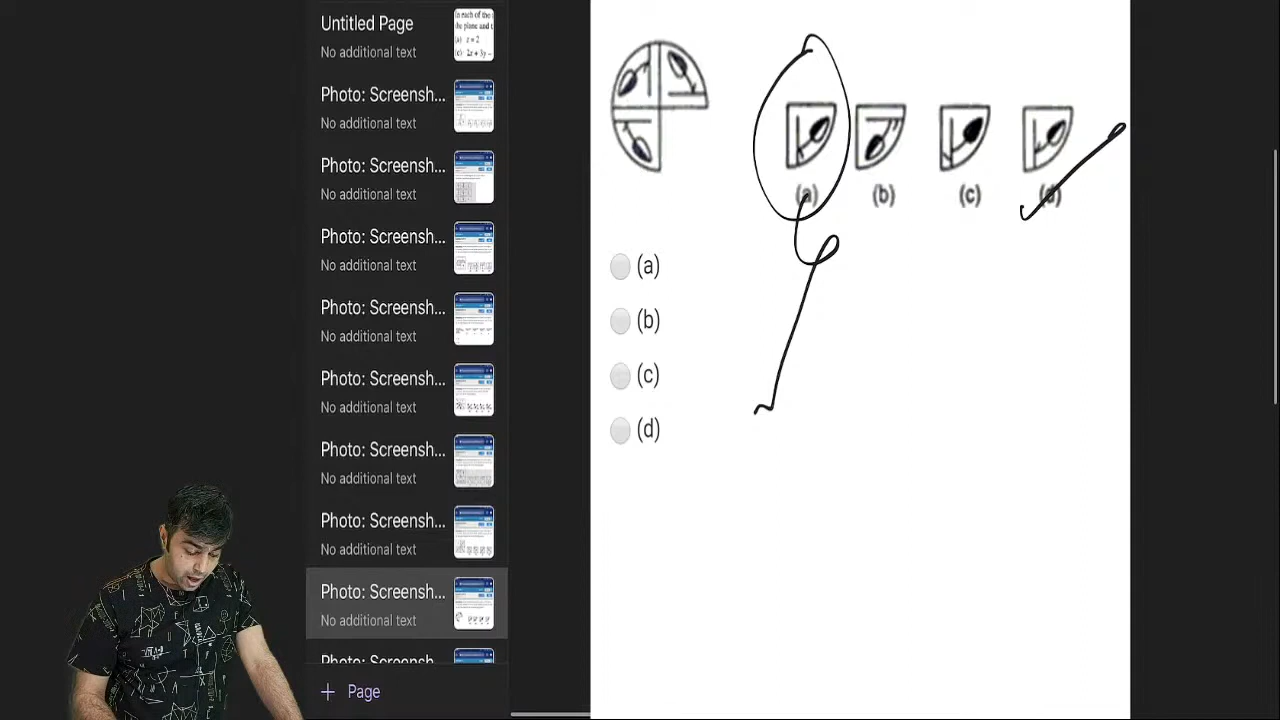 Untitled Page
No additional text
Photo: Screensh...
No additional text
Photo: Screensh...
No additional text
Photo: Screensh...
No additional text
Photo: Screensh...
No additional text
Photo: Screensh...
No additional text
Photo: Screensh...
No additional text
Photo: Screensh...
No additional text
Photo: Screensh...
No additional text
Photo: Screensh...
+ Page
(a) (b) (c) (d)
(a)
(b)
(c)
(d)